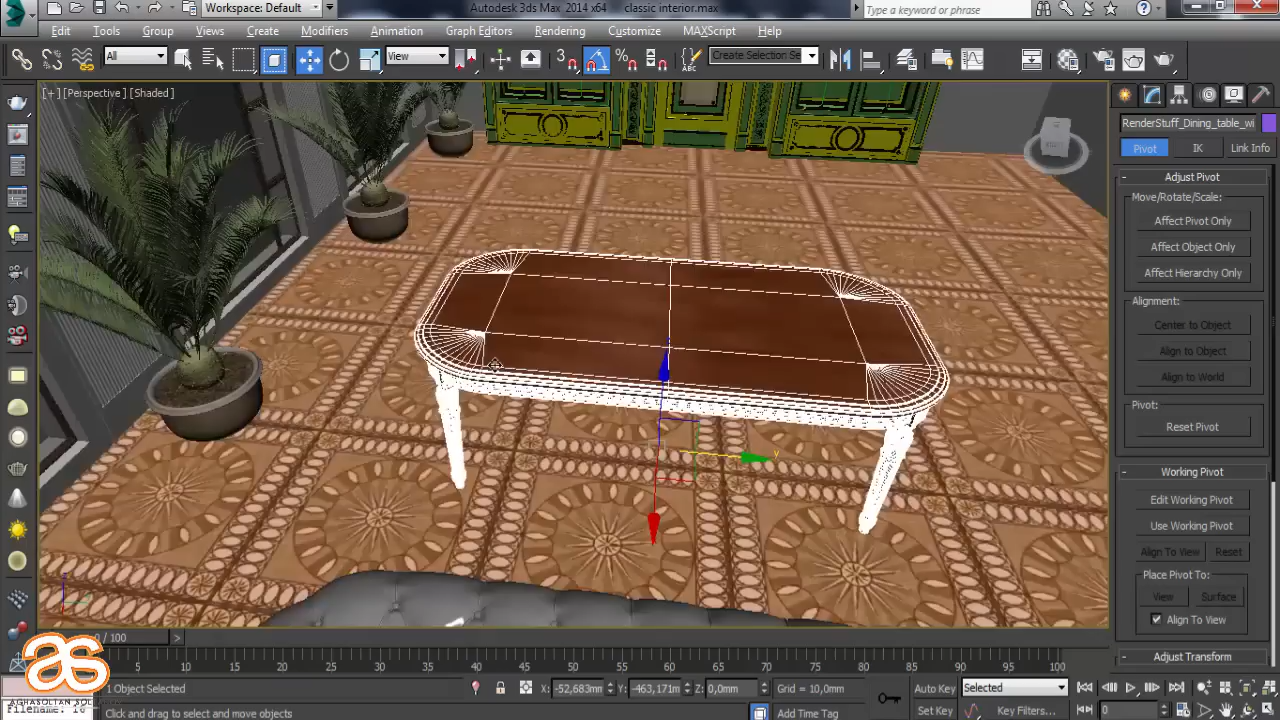 Workspace: Default
Autodesk 3ds Max 2014 x64
classic interior.max
Type a keyword or phrase
Edit
Tools
Group
Views
Create
Modifiers
Animation
Graph Editors
Rendering
Customize
MAXScript
Help
All
View
3
Create Selection Se
[+] [Perspective] [Shaded]
RenderStuff_Dining_table_wi
Pivot
IK
Link Info
Adjust Pivot
Move/Rotate/Scale:
Affect Pivot Only
Affect Object Only
Affect Hierarchy Only
Alignment:
Center to Object
Align to Object
Align to World
Pivot:
Reset Pivot
Working Pivot
Edit Working Pivot
Use Working Pivot
Align To View
Reset
Place Pivot To:
View
Surface
Align To View
Adjust Transform
y
0 / 100
5 10 15 20 25 30 35 40 45 50 55 60 65 70 75 80 85 90 95 100
as
1 Object Selected
X: -52,683mm
Y: -463,171m
Z: 0,0mm
Grid = 10,0mm
Auto Key
Selected
Click and drag to select and move objects
Add Time Tag
Set Key
Key Filters...
0